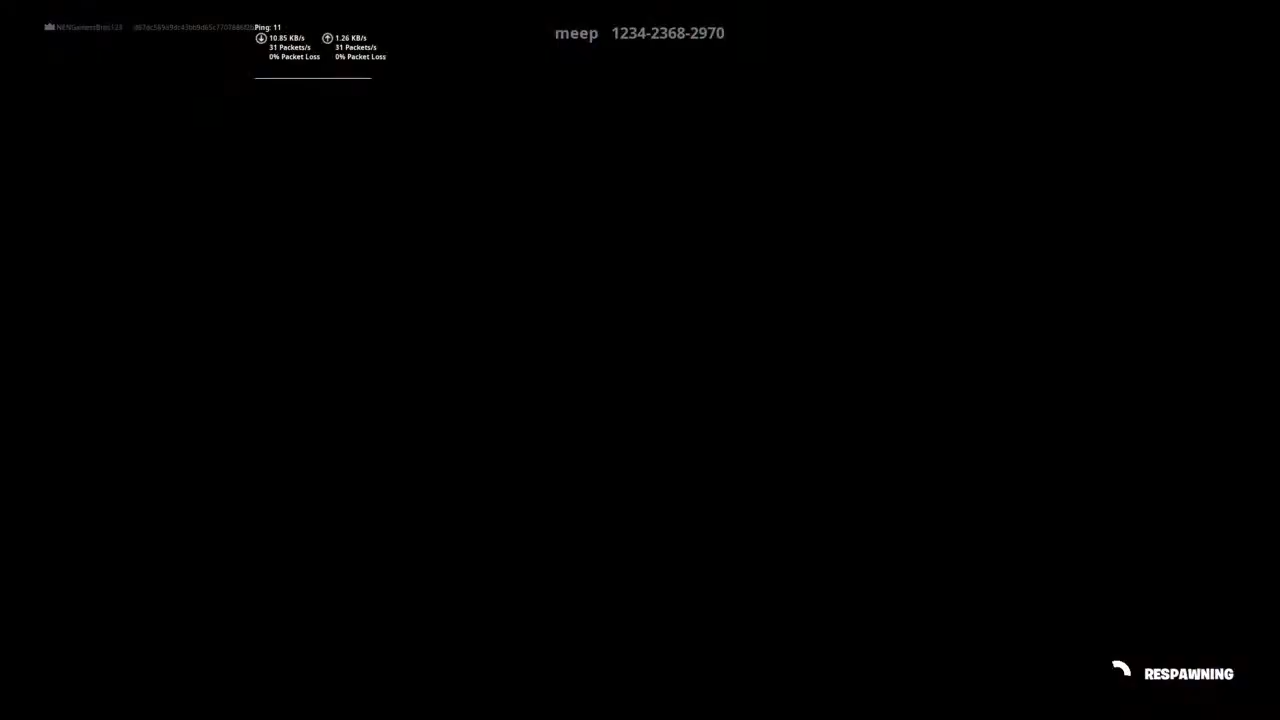 Ping: 11
10.85 KB/s 1.26 KB/s
31 Packets/s 31 Packets/s
0% Packet Loss 0% Packet Loss
meep 1234-2368-2970
RESPAWNING